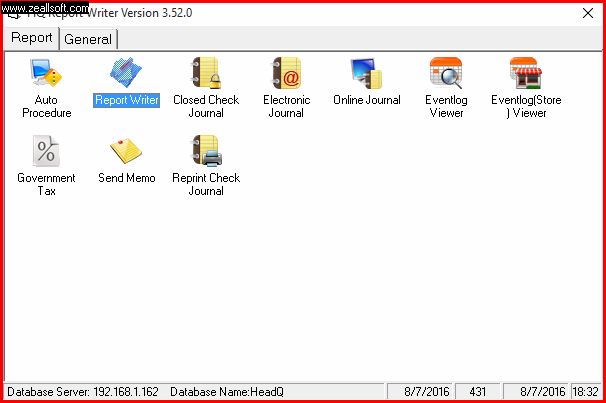 www.zeallsoft.com
HQ Report Writer Version 3.52.0
Report
General
Auto
Procedure
Report Writer
Closed Check
Journal
Electronic
Journal
Online Journal
Eventlog
Viewer
Eventlog(Store
) Viewer
Government
Tax
Send Memo
Reprint Check
Journal
Database Server: 192.168.1.162 Database Name:HeadQ 8/7/2016 431 8/7/2016 18:32